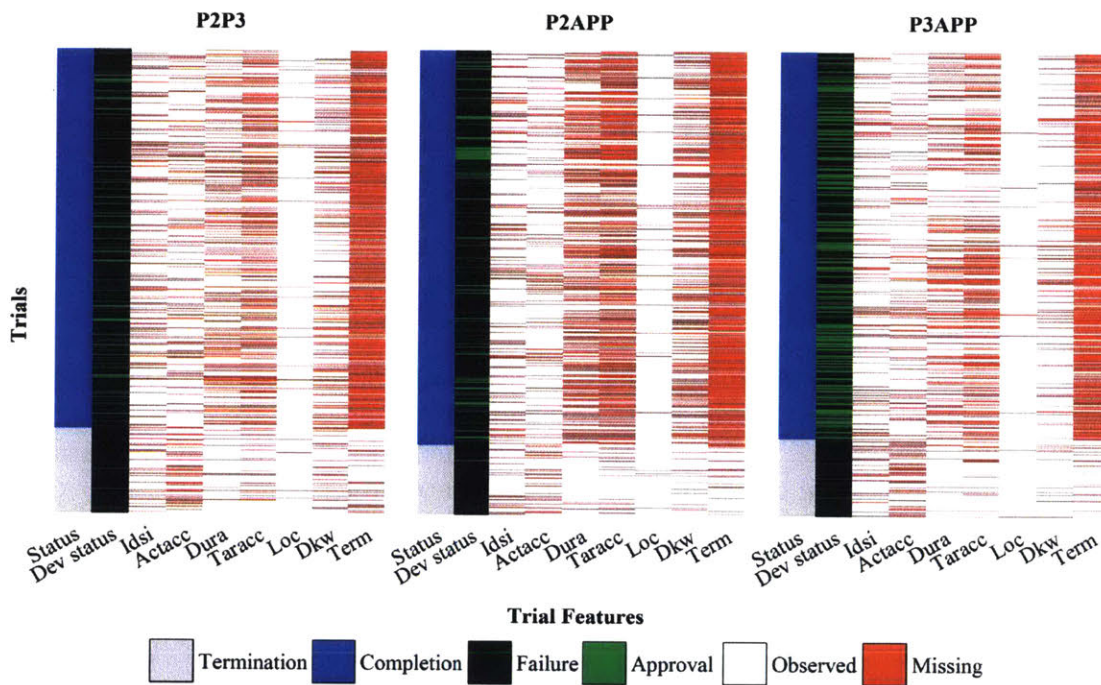 P2P3 P2APP P3APP
Trials
Status Dev status Idsi Actacc Dura Taracc Loc Dkw Term
Status Dev status Idsi Actacc Dura Taracc Loc Dkw Term
Status Dev status Idsi Actacc Dura Taracc Loc Dkw Term
Trial Features
Termination Completion Failure Approval Observed Missing